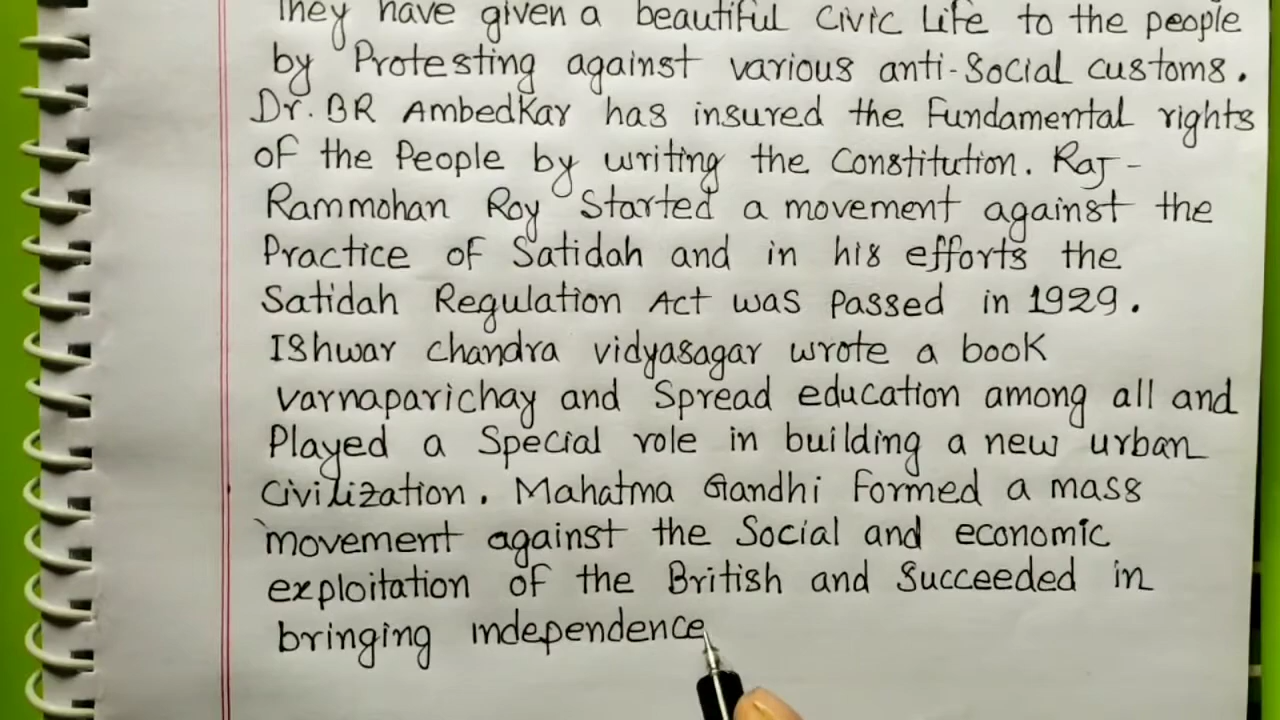 They have given a beautiful civic Life to the people
by Protesting against various anti-Social customs.
Dr. BR Ambedkar has insured the Fundamental rights
of the People by writing the Constitution. Raj-
Rammohan Roy Started a movement against the
Practice of Satidah and in his efforts the
Satidah Regulation Act was passed in 1929.
Ishwar Chandra vidyasagar wrote a book
varnaparichay and Spread education among all and
Played a Special role in building a new urban
Civilization. Mahatma Gandhi formed a mass
movement against the Social and economic
exploitation of the British and Succeeded in
bringing independence